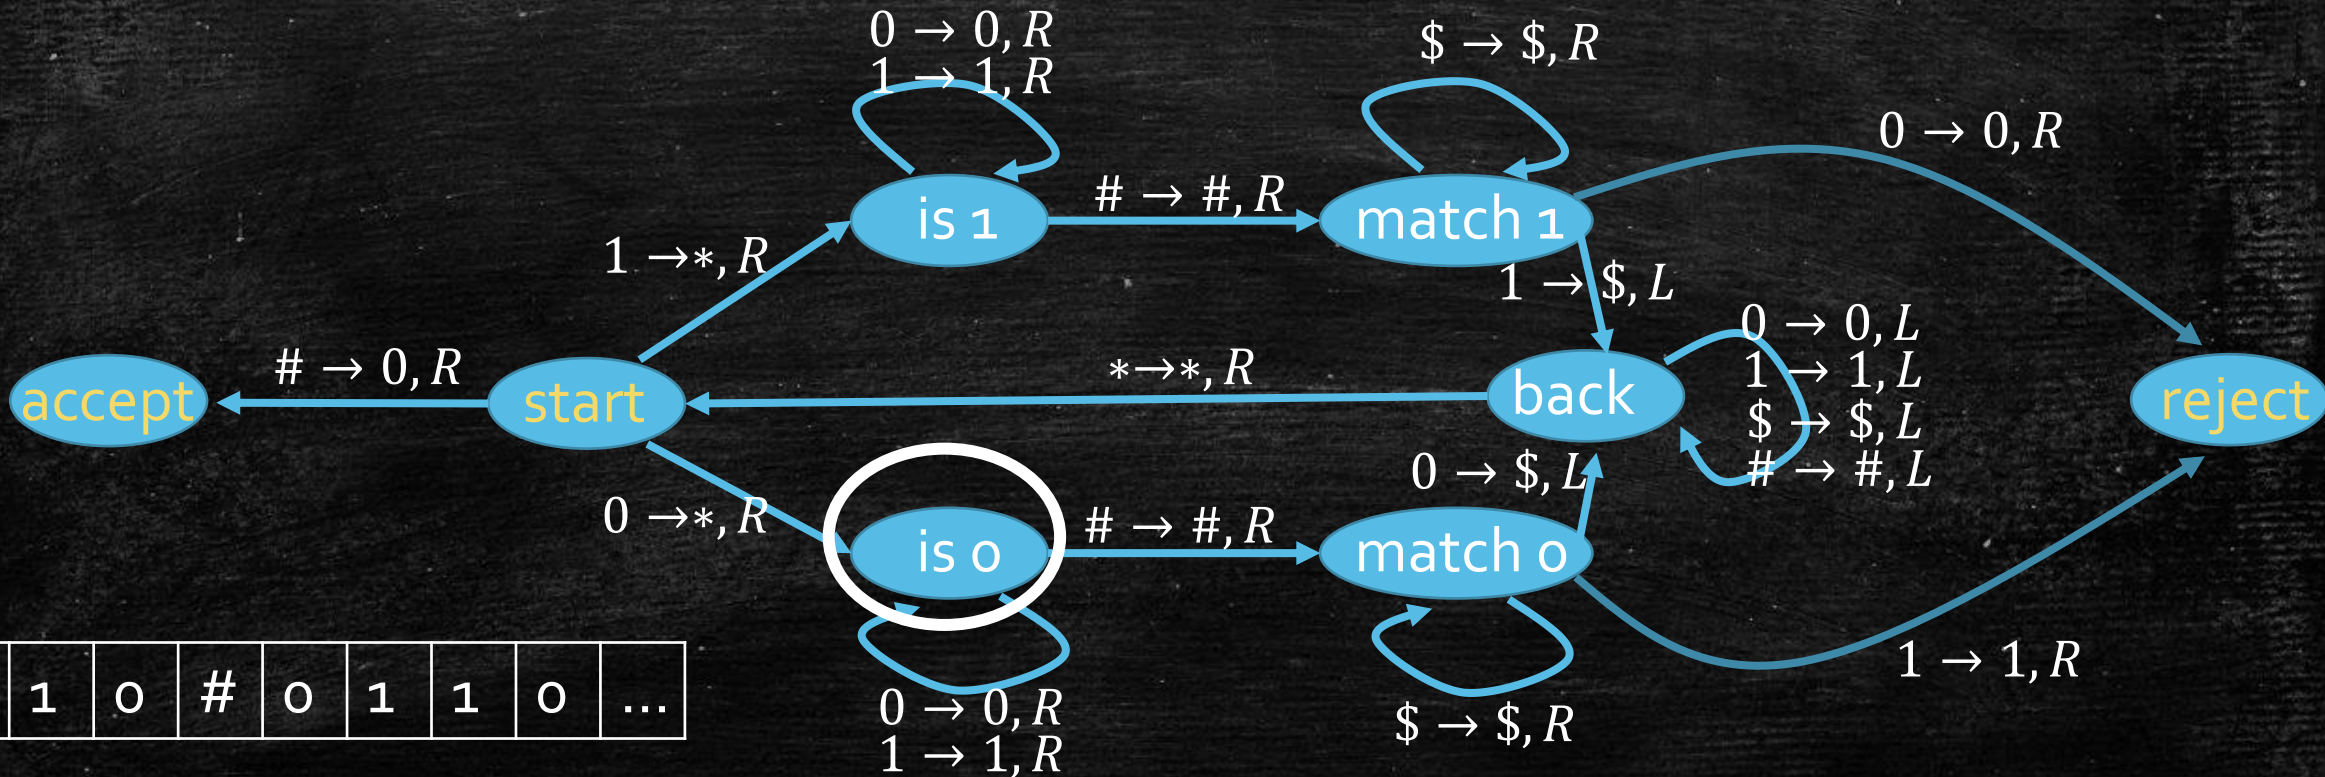 0 → 0, R
1 → 1, R
$ → $, R
0 → 0, R
is 1
# → #, R
match 1
1 →*, R
1 → $, L
0 → 0, L
1 → 1, L
$ → $, L
# → #, L
accept
# → 0, R
start
*→*, R
back
reject
0 → $, L
0 →*, R
is 0
# → #, R
match 0
1 → 1, R
1 0 # 0 1 1 0 ...
0 → 0, R
1 → 1, R
$ → $, R